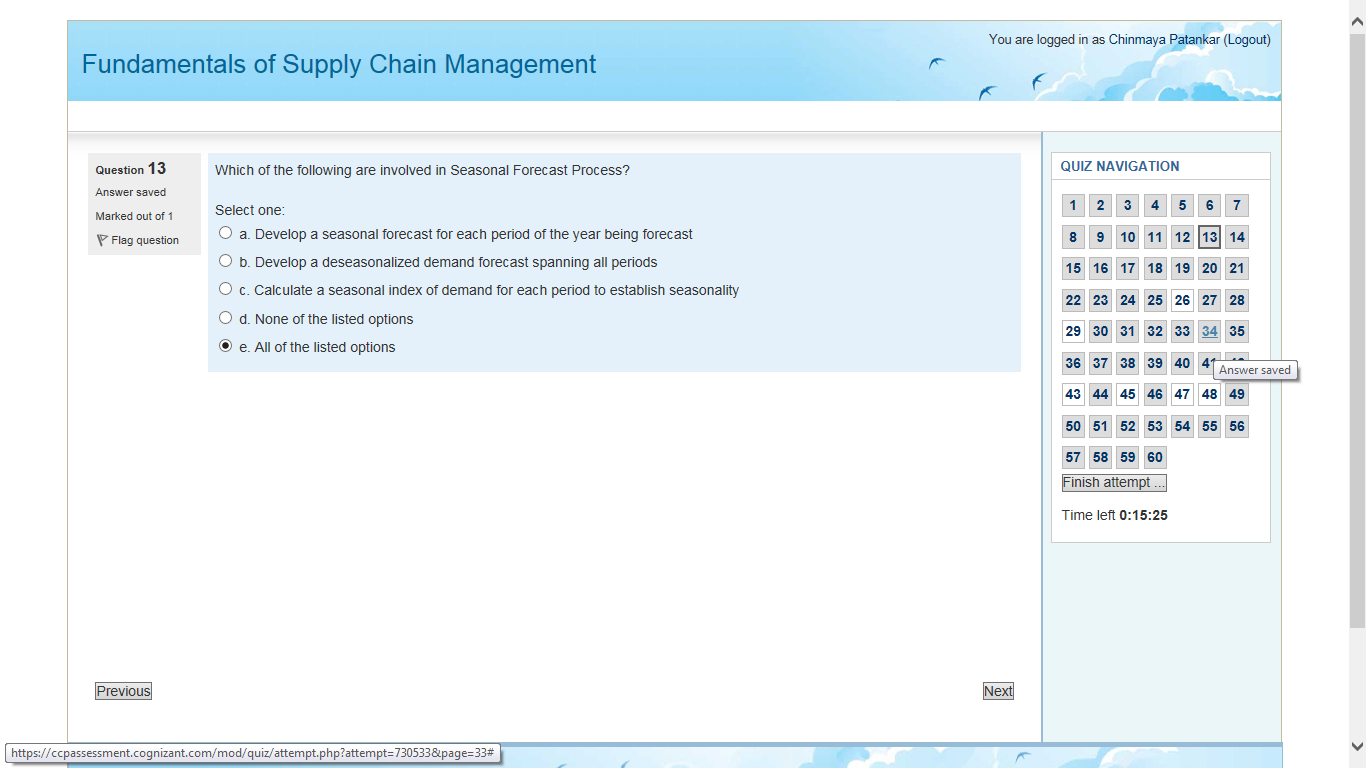 You are logged in as Chinmaya Patankar (Logout)
Fundamentals of Supply Chain Management
Question 13
Answer saved
Marked out of 1
Flag question
Which of the following are involved in Seasonal Forecast Process?
Select one:
a. Develop a seasonal forecast for each period of the year being forecast
b. Develop a deseasonalized demand forecast spanning all periods
c. Calculate a seasonal index of demand for each period to establish seasonality
d. None of the listed options
e. All of the listed options
Previous
Next
QUIZ NAVIGATION
1 2 3 4 5 6 7
8 9 10 11 12 13 14
15 16 17 18 19 20 21
22 23 24 25 26 27 28
29 30 31 32 33 34 35
36 37 38 39 40
Answer saved
43 44 45 46 47 48 49
50 51 52 53 54 55 56
57 58 59 60
Finish attempt ...
Time left 0:15:25
https://ccpassessment.cognizant.com/mod/quiz/attempt.php?attempt=730533&page=33#